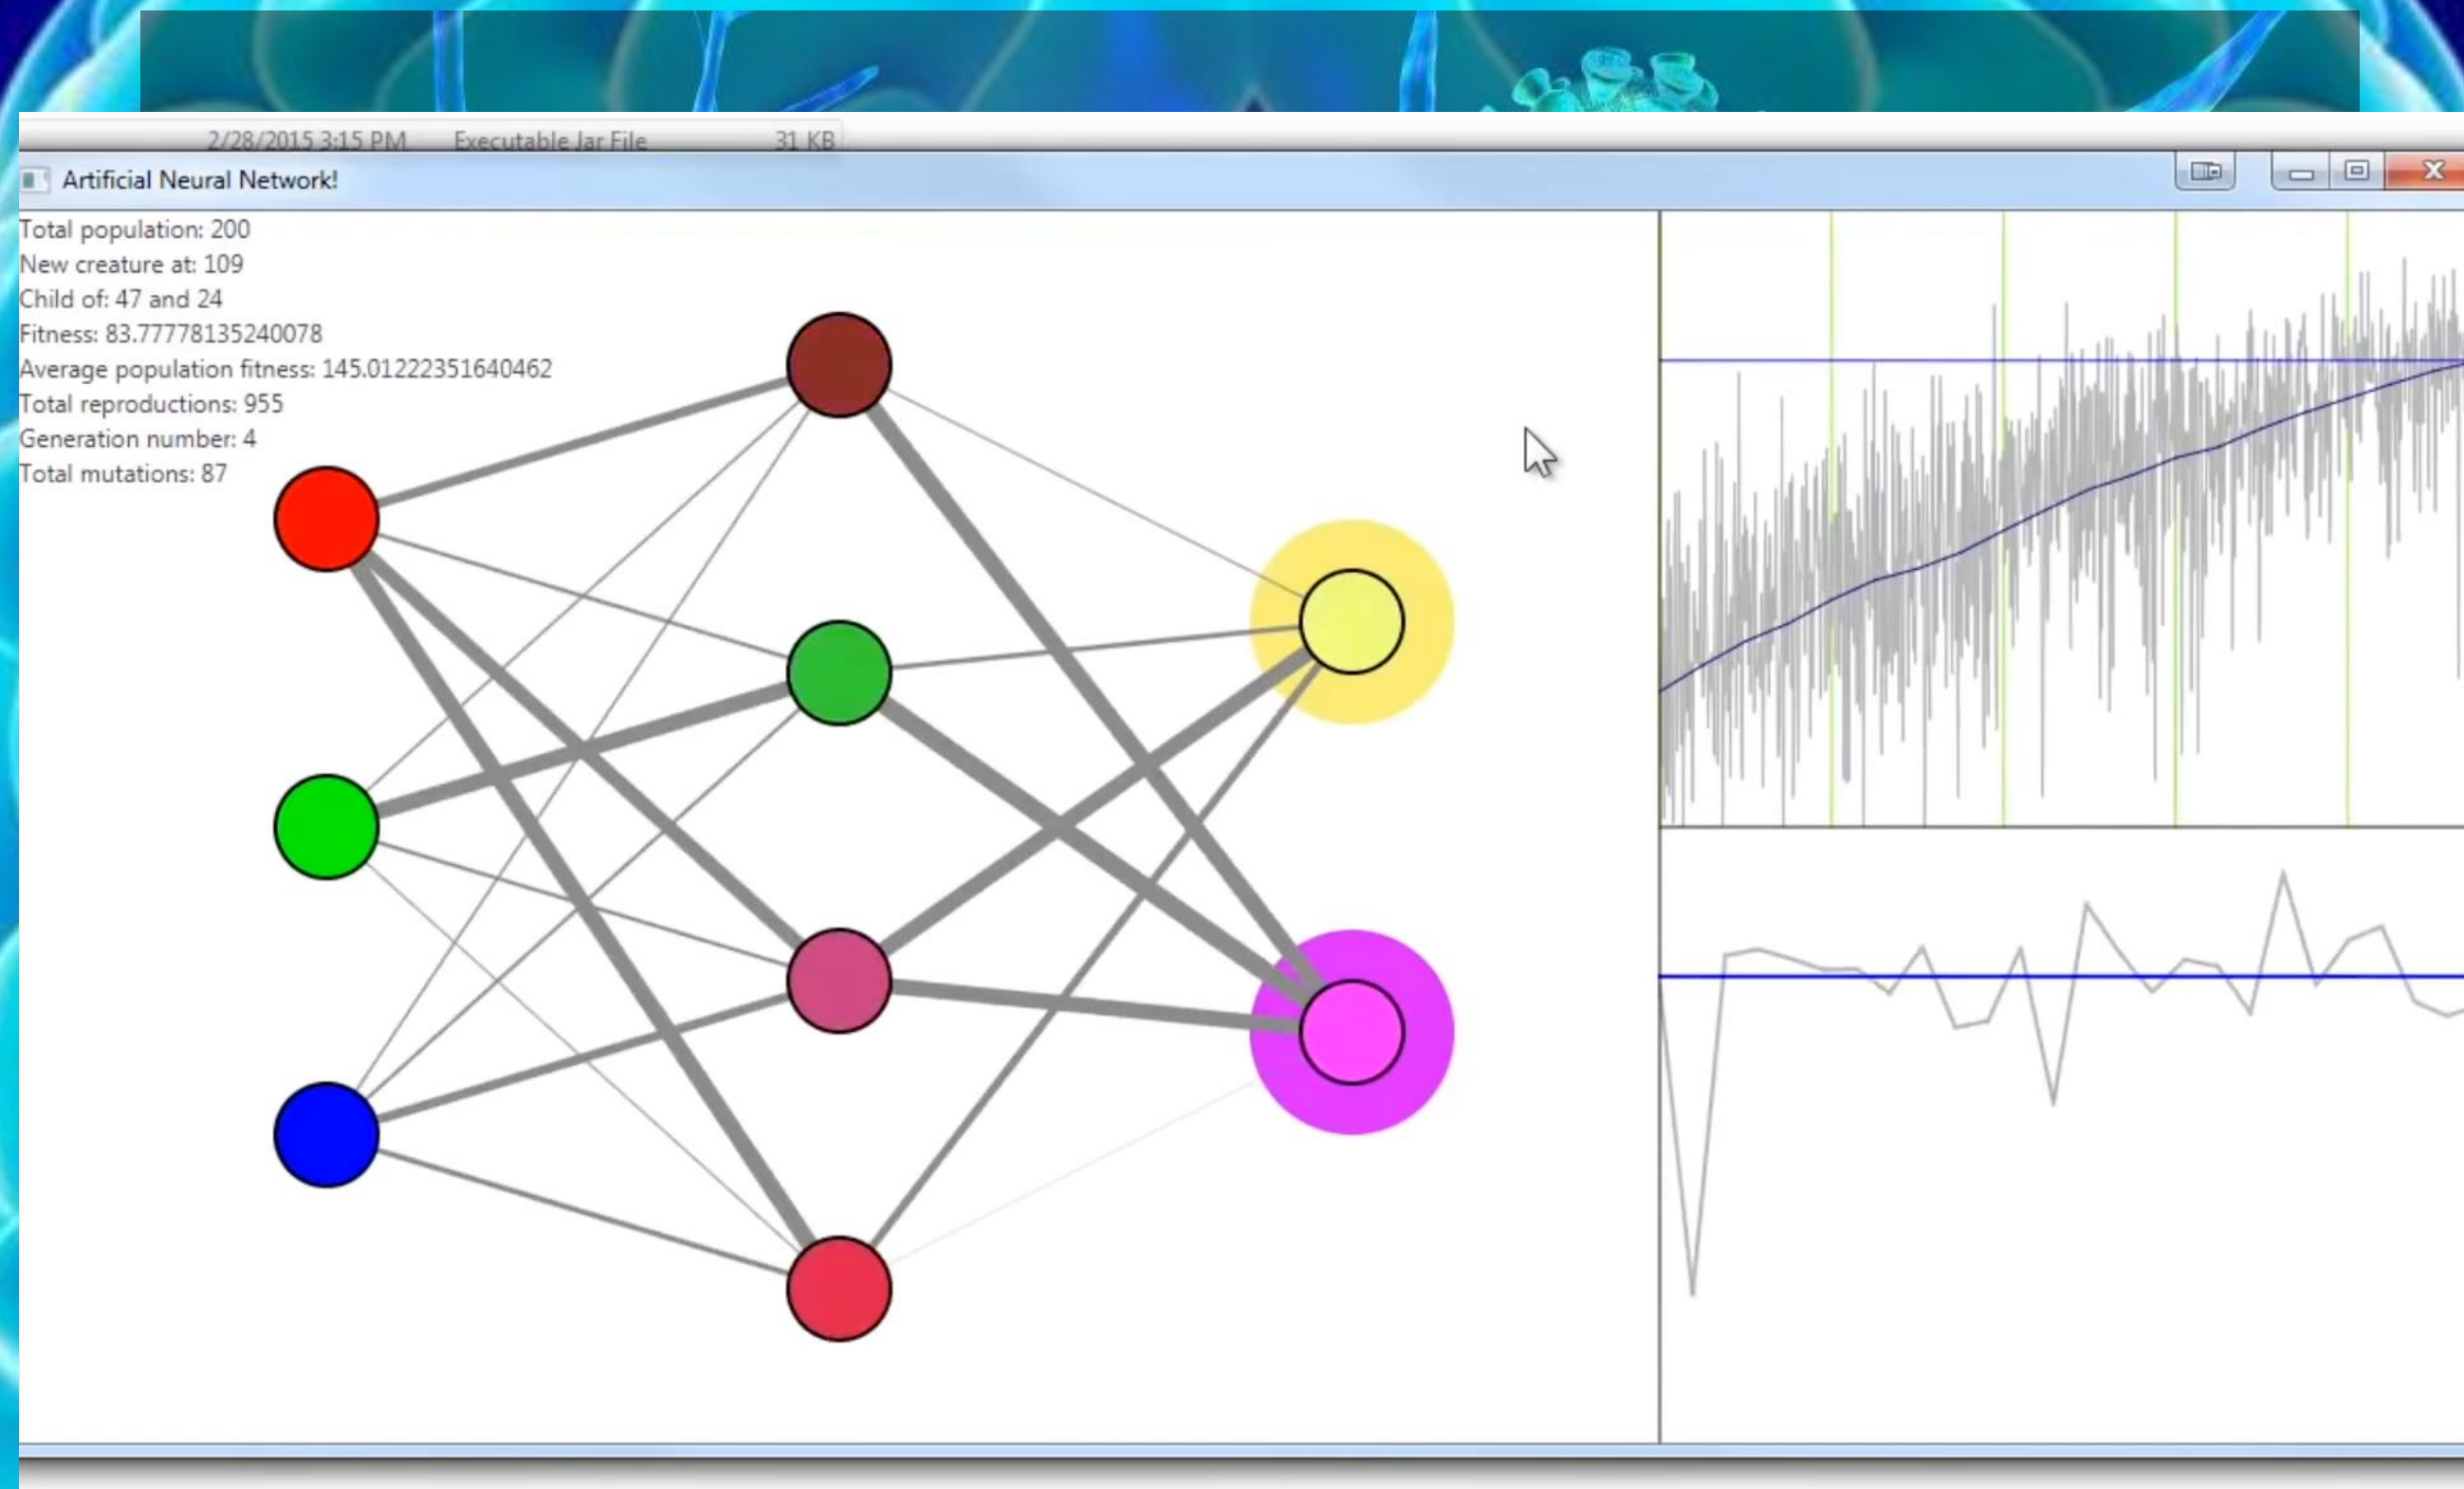 2/28/2015 3:15 PM Executable Jar File 31 KB
Artificial Neural Network!
Total population: 200
New creature at: 109
Child of: 47 and 24
Fitness: 83.77778135240078
Average population fitness: 145.01222351640462
Total reproductions: 955
Generation number: 4
Total mutations: 87